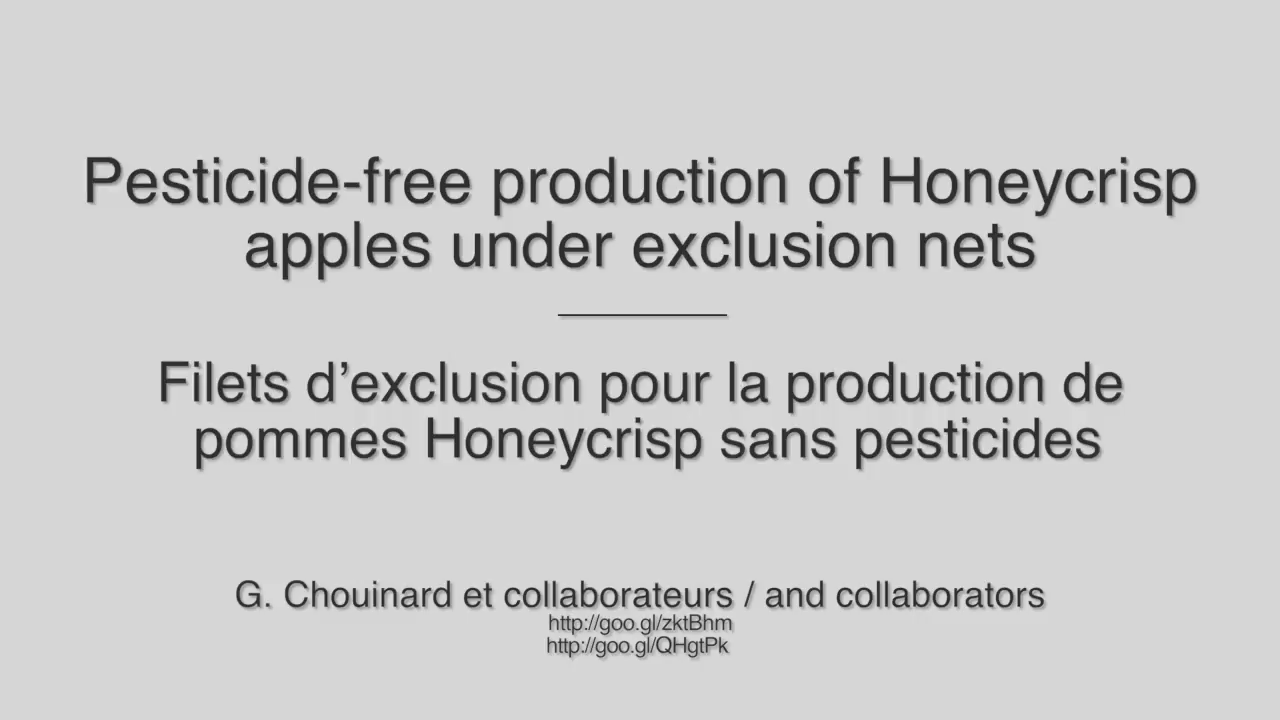 Pesticide-free production of Honeycrisp
apples under exclusion nets
Filets d’exclusion pour la production de
pommes Honeycrisp sans pesticides
G. Chouinard et collaborateurs / and collaborators
http://goo.gl/zktBhm
http://goo.gl/QHgtPk